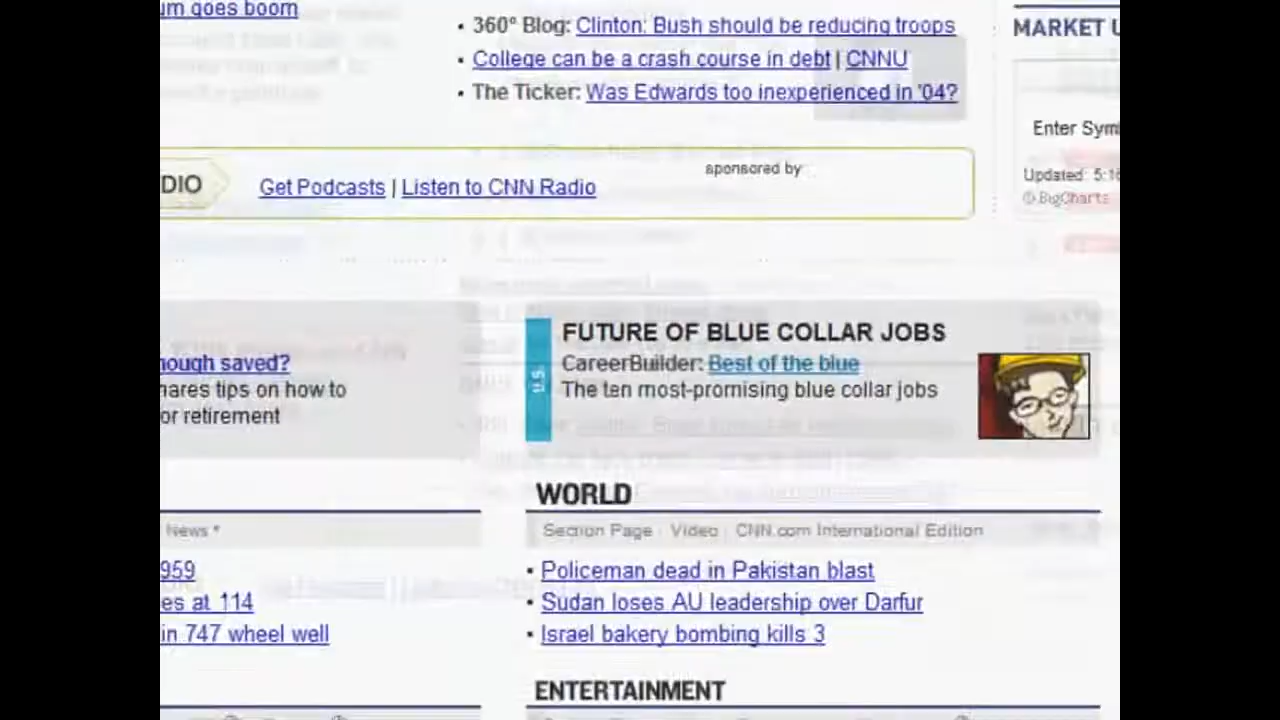 um goes boom
• 360° Blog: Clinton: Bush should be reducing troops
• College can be a crash course in debt | CNNU
• The Ticker: Was Edwards too inexperienced in '04?
MARKET U
Enter Sym
Updated: 5:16
© BigCharts
DIO
Get Podcasts | Listen to CNN Radio
sponsored by
nough saved?
hares tips on how to
or retirement
U.S.
FUTURE OF BLUE COLLAR JOBS
CareerBuilder: Best of the blue
The ten most-promising blue collar jobs
News *
959
es at 114
in 747 wheel well
WORLD
Section Page | Video | CNN.com International Edition
• Policeman dead in Pakistan blast
• Sudan loses AU leadership over Darfur
• Israel bakery bombing kills 3
ENTERTAINMENT